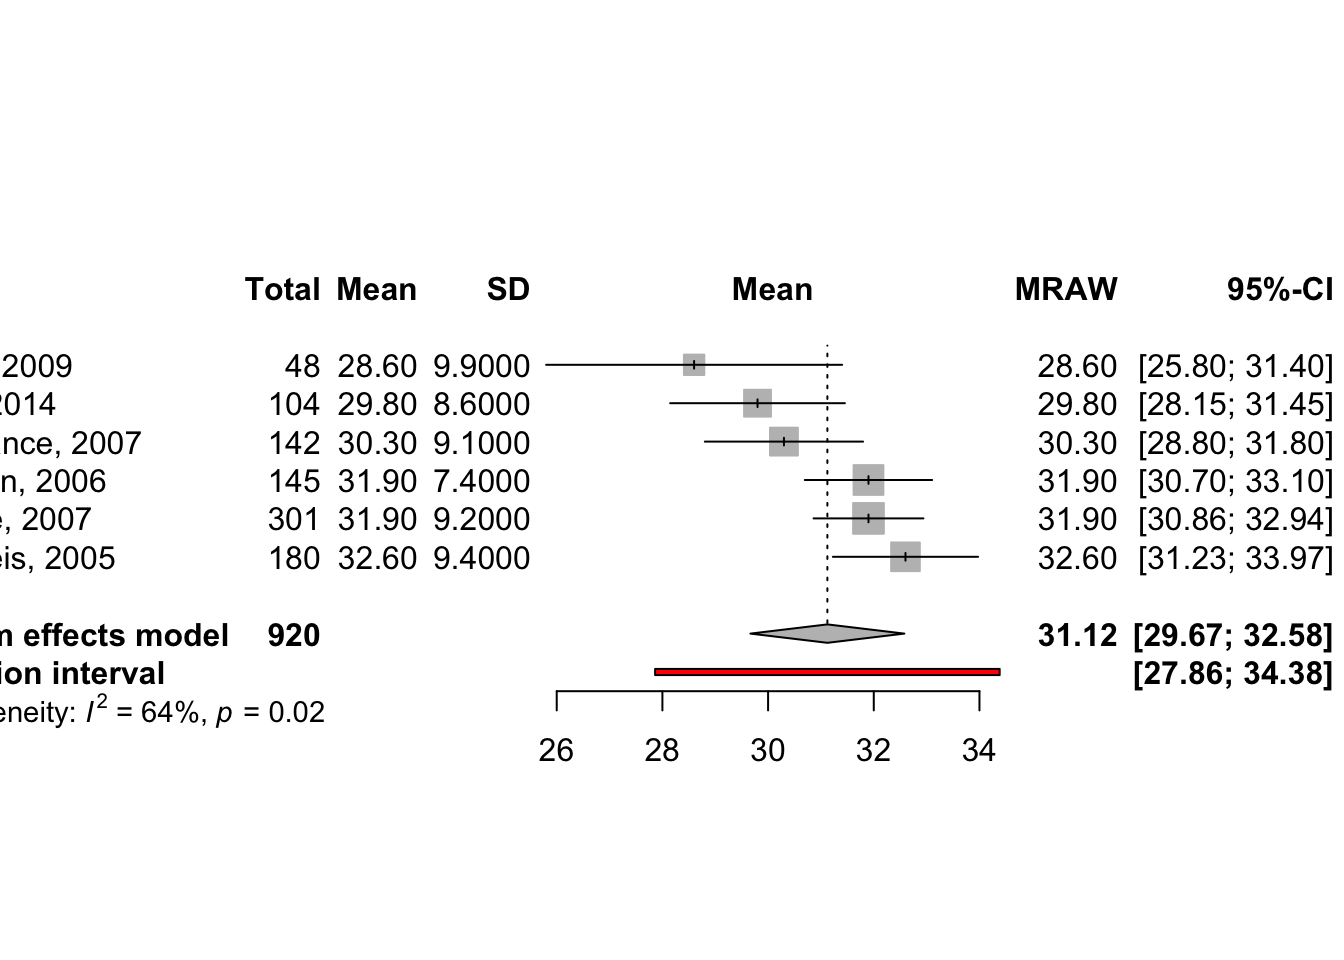 Total Mean SD Mean MRAW 95%-CI
2009 48 28.60 9.9000 28.60 [25.80; 31.40]
2014 104 29.80 8.6000 29.80 [28.15; 31.45]
ance, 2007 142 30.30 9.1000 30.30 [28.80; 31.80]
n, 2006 145 31.90 7.4000 31.90 [30.70; 33.10]
e, 2007 301 31.90 9.2000 31.90 [30.86; 32.94]
eis, 2005 180 32.60 9.4000 32.60 [31.23; 33.97]
m effects model 920 31.12 [29.67; 32.58]
ion interval [27.86; 34.38]
eneity: I² = 64%, p = 0.02
26 28 30 32 34